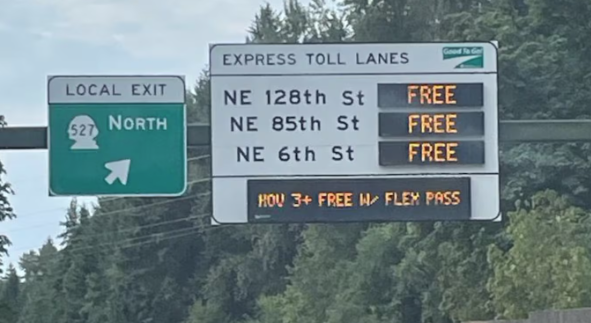 LOCAL EXIT
527 NORTH
EXPRESS TOLL LANES
Good To Go!
NE 128th St FREE
NE 85th St FREE
NE 6th St FREE
HOV 3+ FREE W/ FLEX PASS